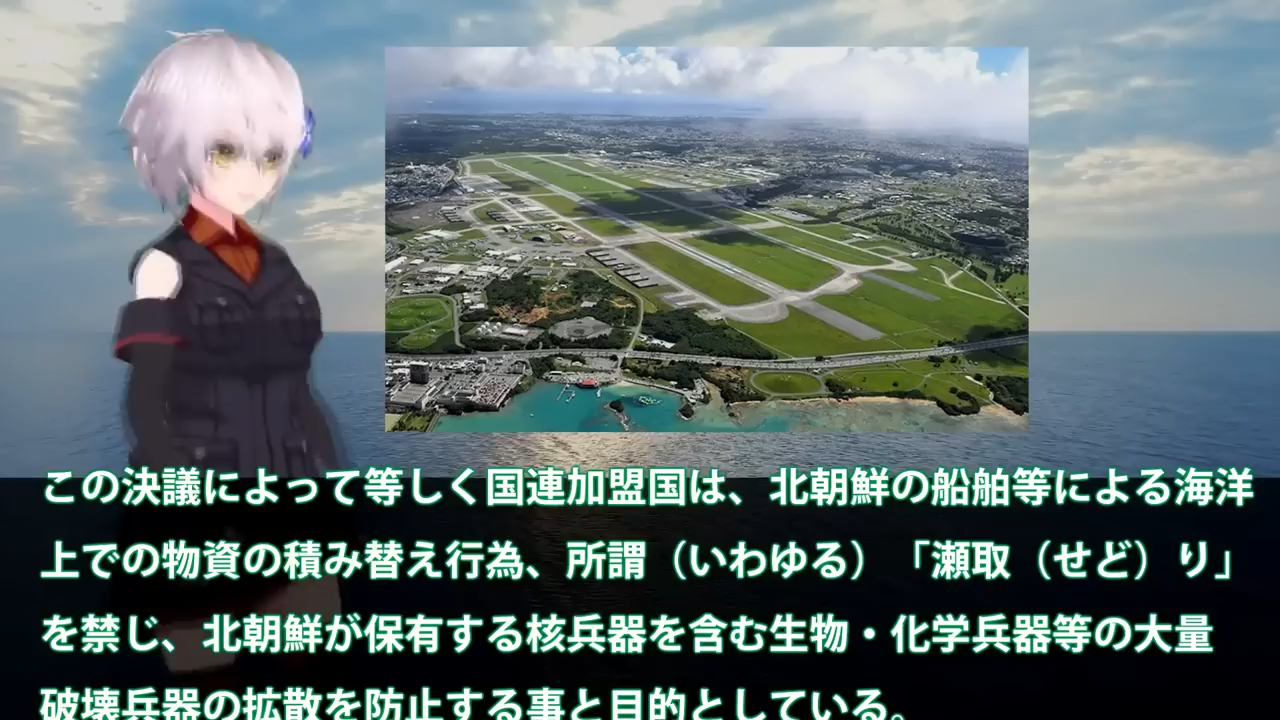 この決議によって等しく国連加盟国は、北朝鮮の船舶等による海洋
上での物資の積み替え行為、所謂（いわゆる）「瀬取（せど）り」
を禁じ、北朝鮮が保有する核兵器を含む生物・化学兵器等の大量
破壊兵器の拡散を防止する事と目的としている。